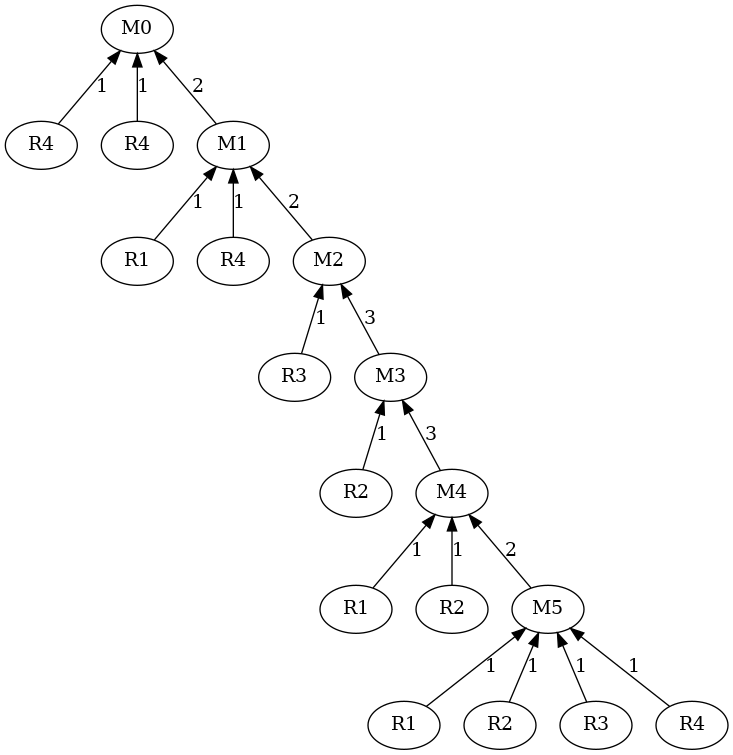 M0
1 1 2
R4 R4 M1
1 1 2
R1 R4 M2
1 3
R3 M3
1 3
R2 M4
1 1 2
R1 R2 M5
1 1 1 1
R1 R2 R3 R4